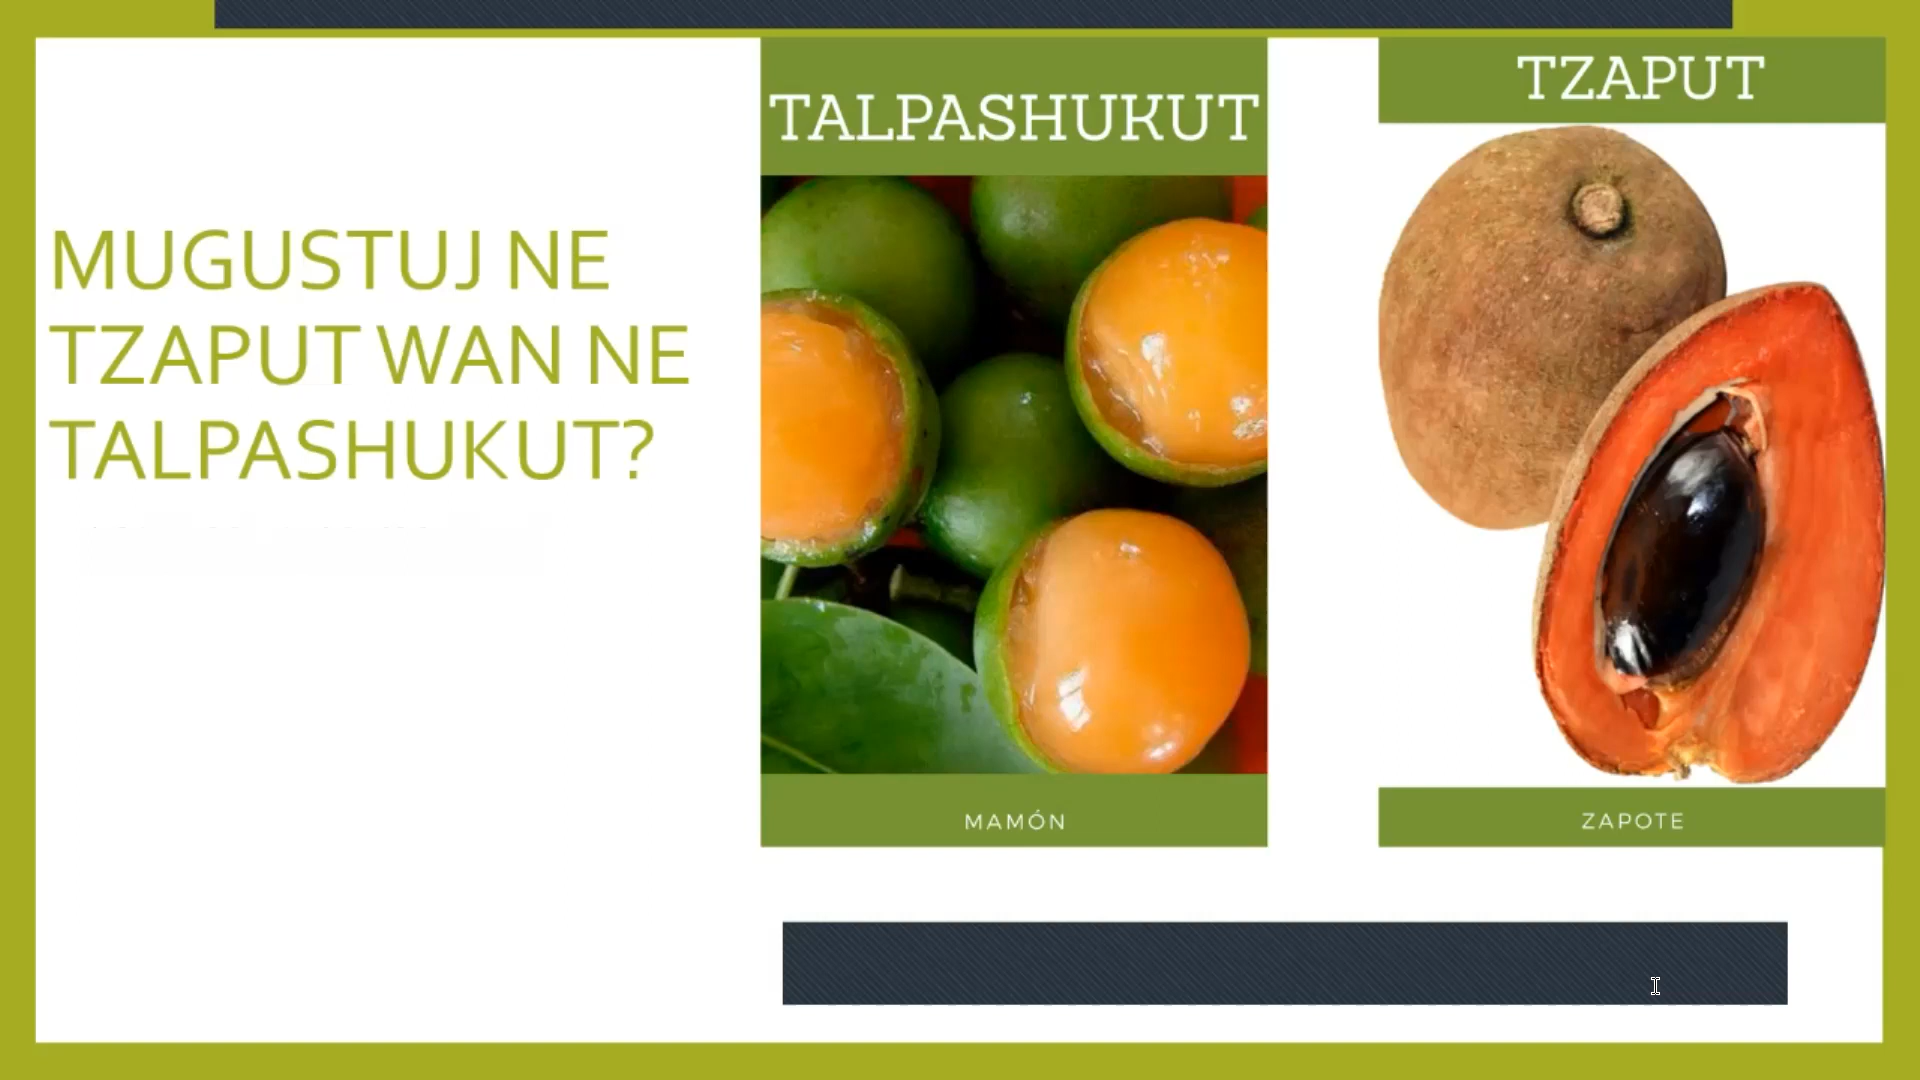 MUGUSTUJ NE
TZAPUT WAN NE
TALPASHUKUT?
TALPASHUKUT
MAMÓN
TZAPUT
ZAPOTE